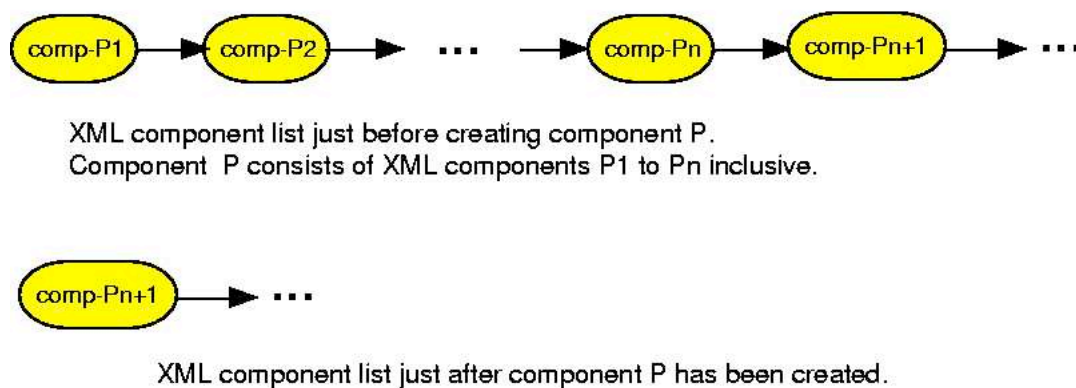 comp-P1 comp-P2 ... comp-Pn comp-Pn+1 ...
XML component list just before creating component P.
Component P consists of XML components P1 to Pn inclusive.
comp-Pn+1 ...
XML component list just after component P has been created.